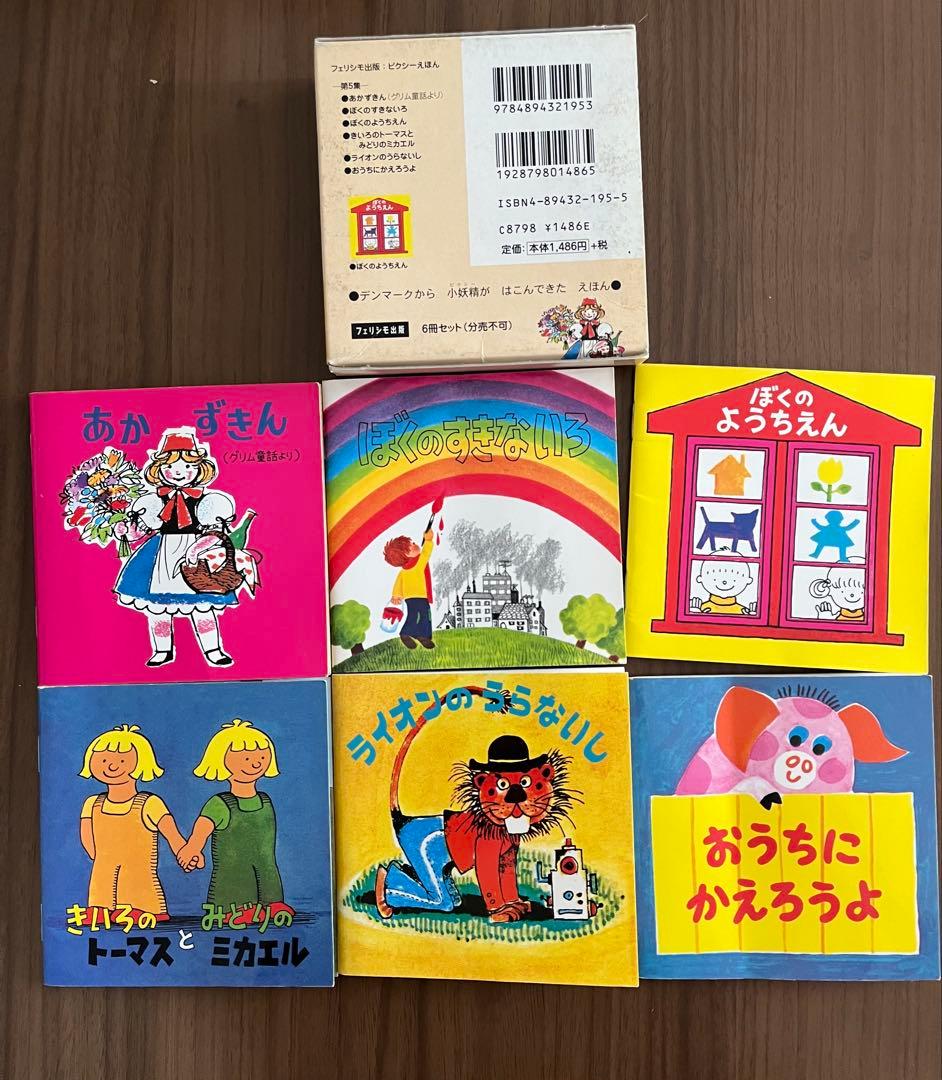 フェリシモ出版：ピクシーえほん
—第5集—
●あかずきん(グリム童話より)
●ぼくのすきないろ
●ぼくのようちえん
●きいろのトーマスと
みどりのミカエル
●ライオンのうらないし
●おうちにかえろうよ
ぼくの
ようちえん
●ぼくのようちえん
9784894321953
1928798014865
ISBN4-89432-195-5
C8798 ¥1486E
定価：本体1,486円+税
●デンマークから 小妖精が はこんできた えほん●
フェリシモ出版
6冊セット(分売不可)
あかずきん
(グリム童話より)
ぼくのすきないろ
ぼくの
ようちえん
きいろの
トーマス
と
みどりの
ミカエル
ライオンの うらないし
おうちに
かえろうよ